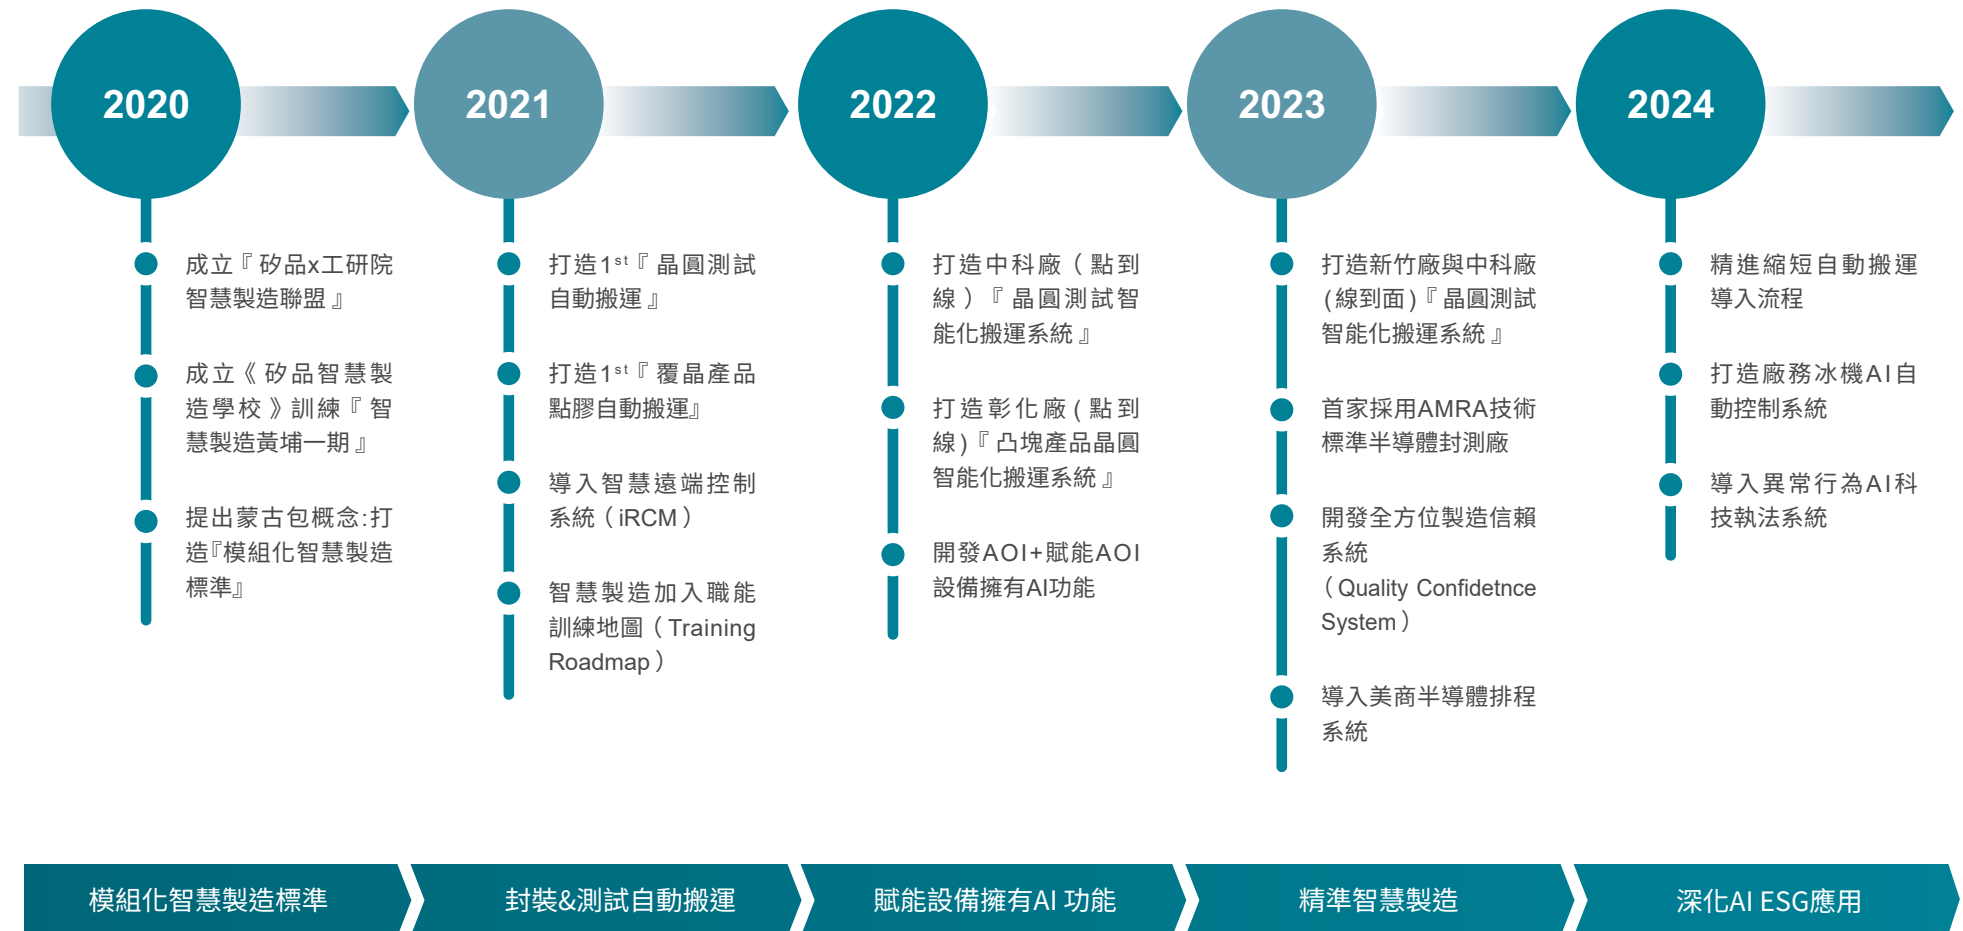 2020
2021
2022
2023
2024
成立『矽品x工研院
智慧製造聯盟』
成立《矽品智慧製
造學校》訓練『智
慧製造黃埔一期』
提出蒙古包概念:打
造『模組化智慧製造
標準』
打造1st『晶圓測試
自動搬運』
打造1st『覆晶產品
點膠自動搬運』
導入智慧遠端控制
系統（iRCM）
智慧製造加入職能
訓練地圖（Training
Roadmap）
打造中科廠（點到
線）『晶圓測試智
能化搬運系統』
打造彰化廠(點到
線)『凸塊產品晶圓
智能化搬運系統』
開發AOI+賦能AOI
設備擁有AI功能
打造新竹廠與中科廠
(線到面)『晶圓測試
智能化搬運系統』
首家採用AMRA技術
標準半導體封測廠
開發全方位製造信賴
系統
（Quality Confidetnce
System）
導入美商半導體排程
系統
精進縮短自動搬運
導入流程
打造廠務冰機AI自
動控制系統
導入異常行為AI科
技執法系統
模組化智慧製造標準
封裝&測試自動搬運
賦能設備擁有AI 功能
精準智慧製造
深化AI ESG應用